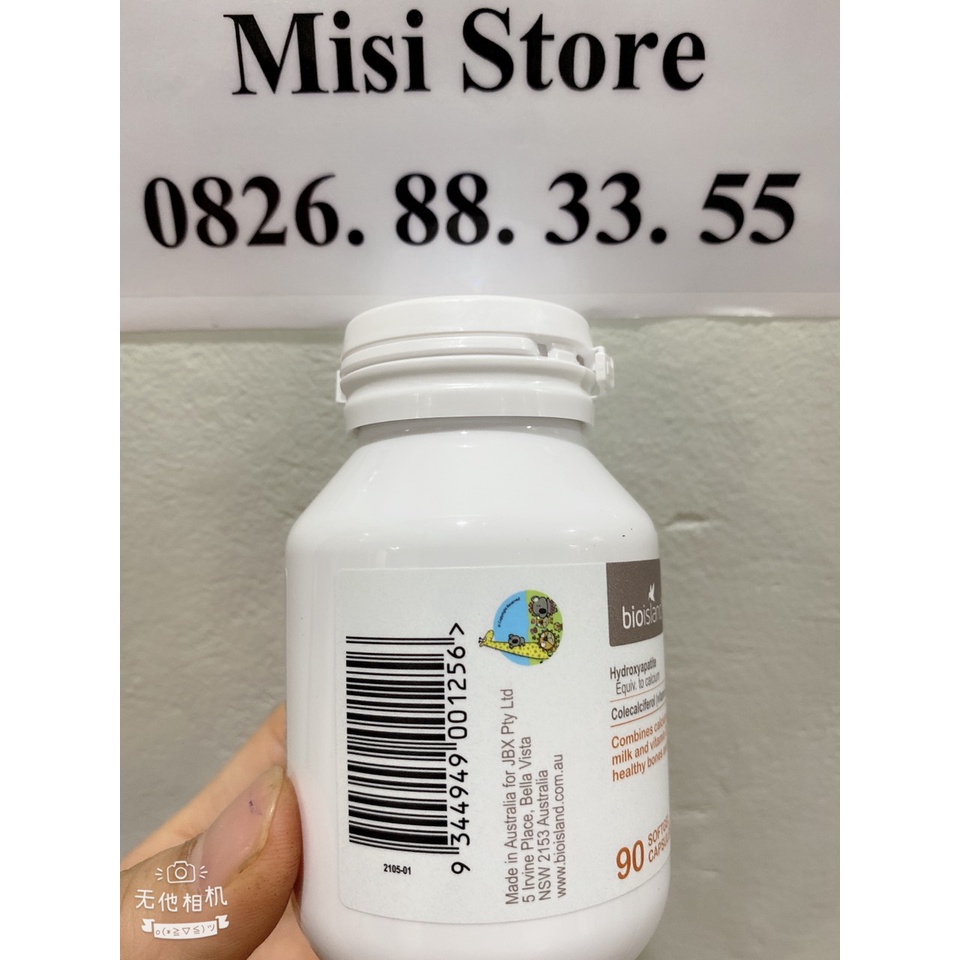 Misi Store
0826. 88. 33. 55
bioisland
Hydroxyapatite
Equiv. to calcium
Colecalciferol
Combines
milk and
healthy bones
90
9 344949 001256 >
2105-01
Made in Australia for JBX Pty Ltd
5 Irvine Place, Bella Vista
NSW 2153 Australia
www.bioisland.com.au
无他相机